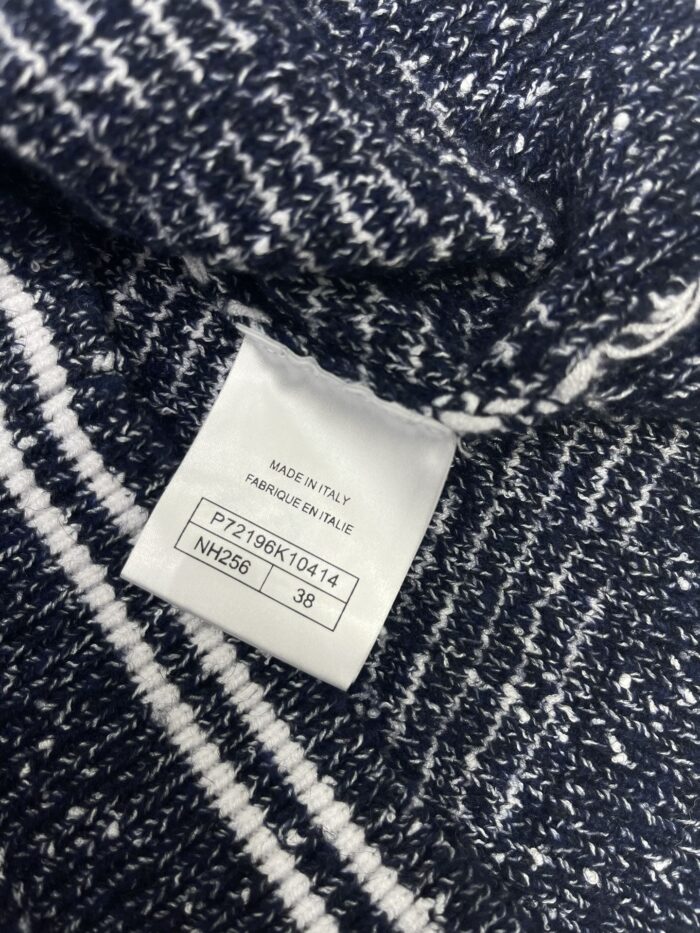 MADE IN ITALY
FABRIQUE EN ITALIE
P72196K10414
NH256 38